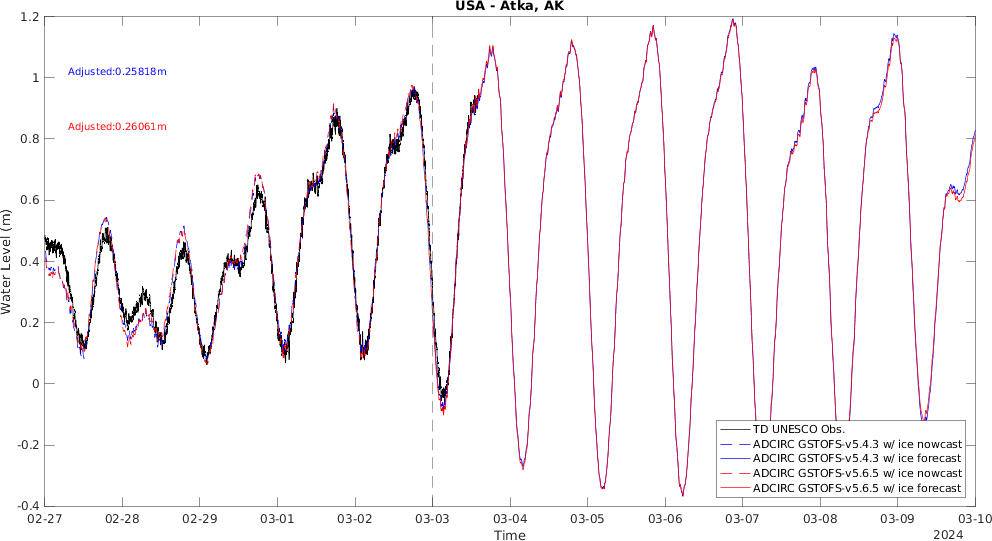 USA - Atka, AK
1.2
1
0.8
0.6
0.4
0.2
0
-0.2
-0.4
Water Level (m)
Adjusted:0.25818m
Adjusted:0.26061m
TD UNESCO Obs.
ADCIRC GSTOFS-v5.4.3 w/ ice nowcast
ADCIRC GSTOFS-v5.4.3 w/ ice forecast
ADCIRC GSTOFS-v5.6.5 w/ ice nowcast
ADCIRC GSTOFS-v5.6.5 w/ ice forecast
02-27 02-28 02-29 03-01 03-02 03-03 03-04 03-05 03-06 03-07 03-08 03-09 03-10
Time
2024